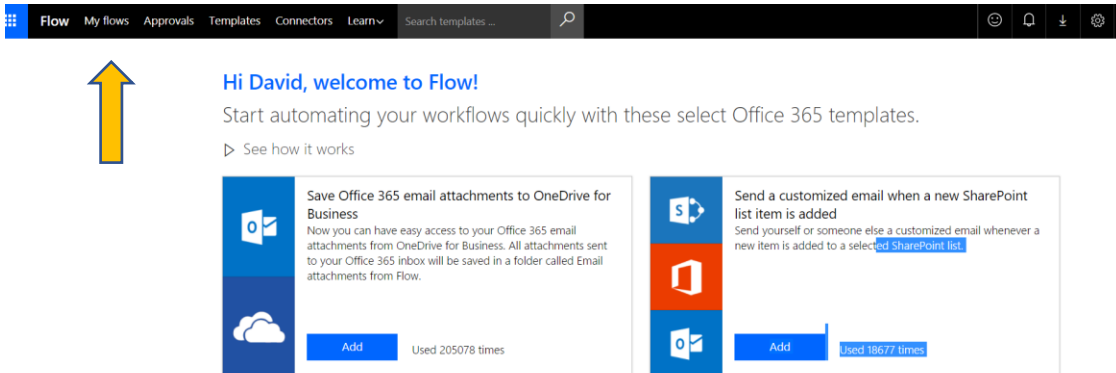 Flow My flows Approvals Templates Connectors Learn Search templates ...
Hi David, welcome to Flow!
Start automating your workflows quickly with these select Office 365 templates.
See how it works
Save Office 365 email attachments to OneDrive for
Business
Now you can have easy access to your Office 365 email
attachments from OneDrive for Business. All attachments sent
to your Office 365 inbox will be saved in a folder called Email
attachments from Flow.
Add Used 205078 times
Send a customized email when a new SharePoint
list item is added
Send yourself or someone else a customized email whenever a
new item is added to a selected SharePoint list.
Add Used 18677 times